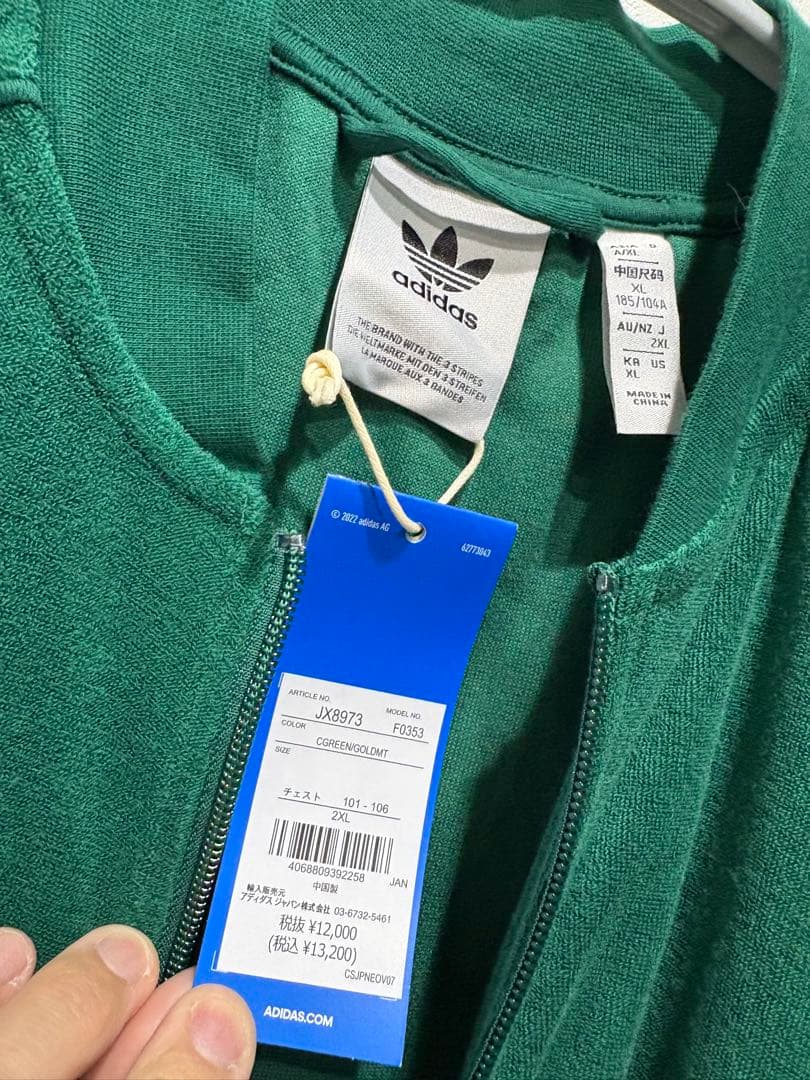 adidas
THE BRAND WITH THE 3 STRIPES
DIE WELTMARKE MIT DEN 3 STREIFEN
LA MARQUE AUX 3 BANDES
A/XL
中国尺码
XL
185/104A
AU/NZ J
2XL
KR US
XL
MADE IN
CHINA
© 2022 adidas AG
62773043
ARTICLE NO.
JX8973
MODEL NO.
F0353
COLOR
CGREEN/GOLDMT
SIZE
チェスト 101 - 106
2XL
4068809392258 JAN
中国製
輸入販売元
アディダス ジャパン株式会社 03-6732-5461
税抜 ¥12,000
(税込 ¥13,200)
CSJPNEOV07
ADIDAS.COM